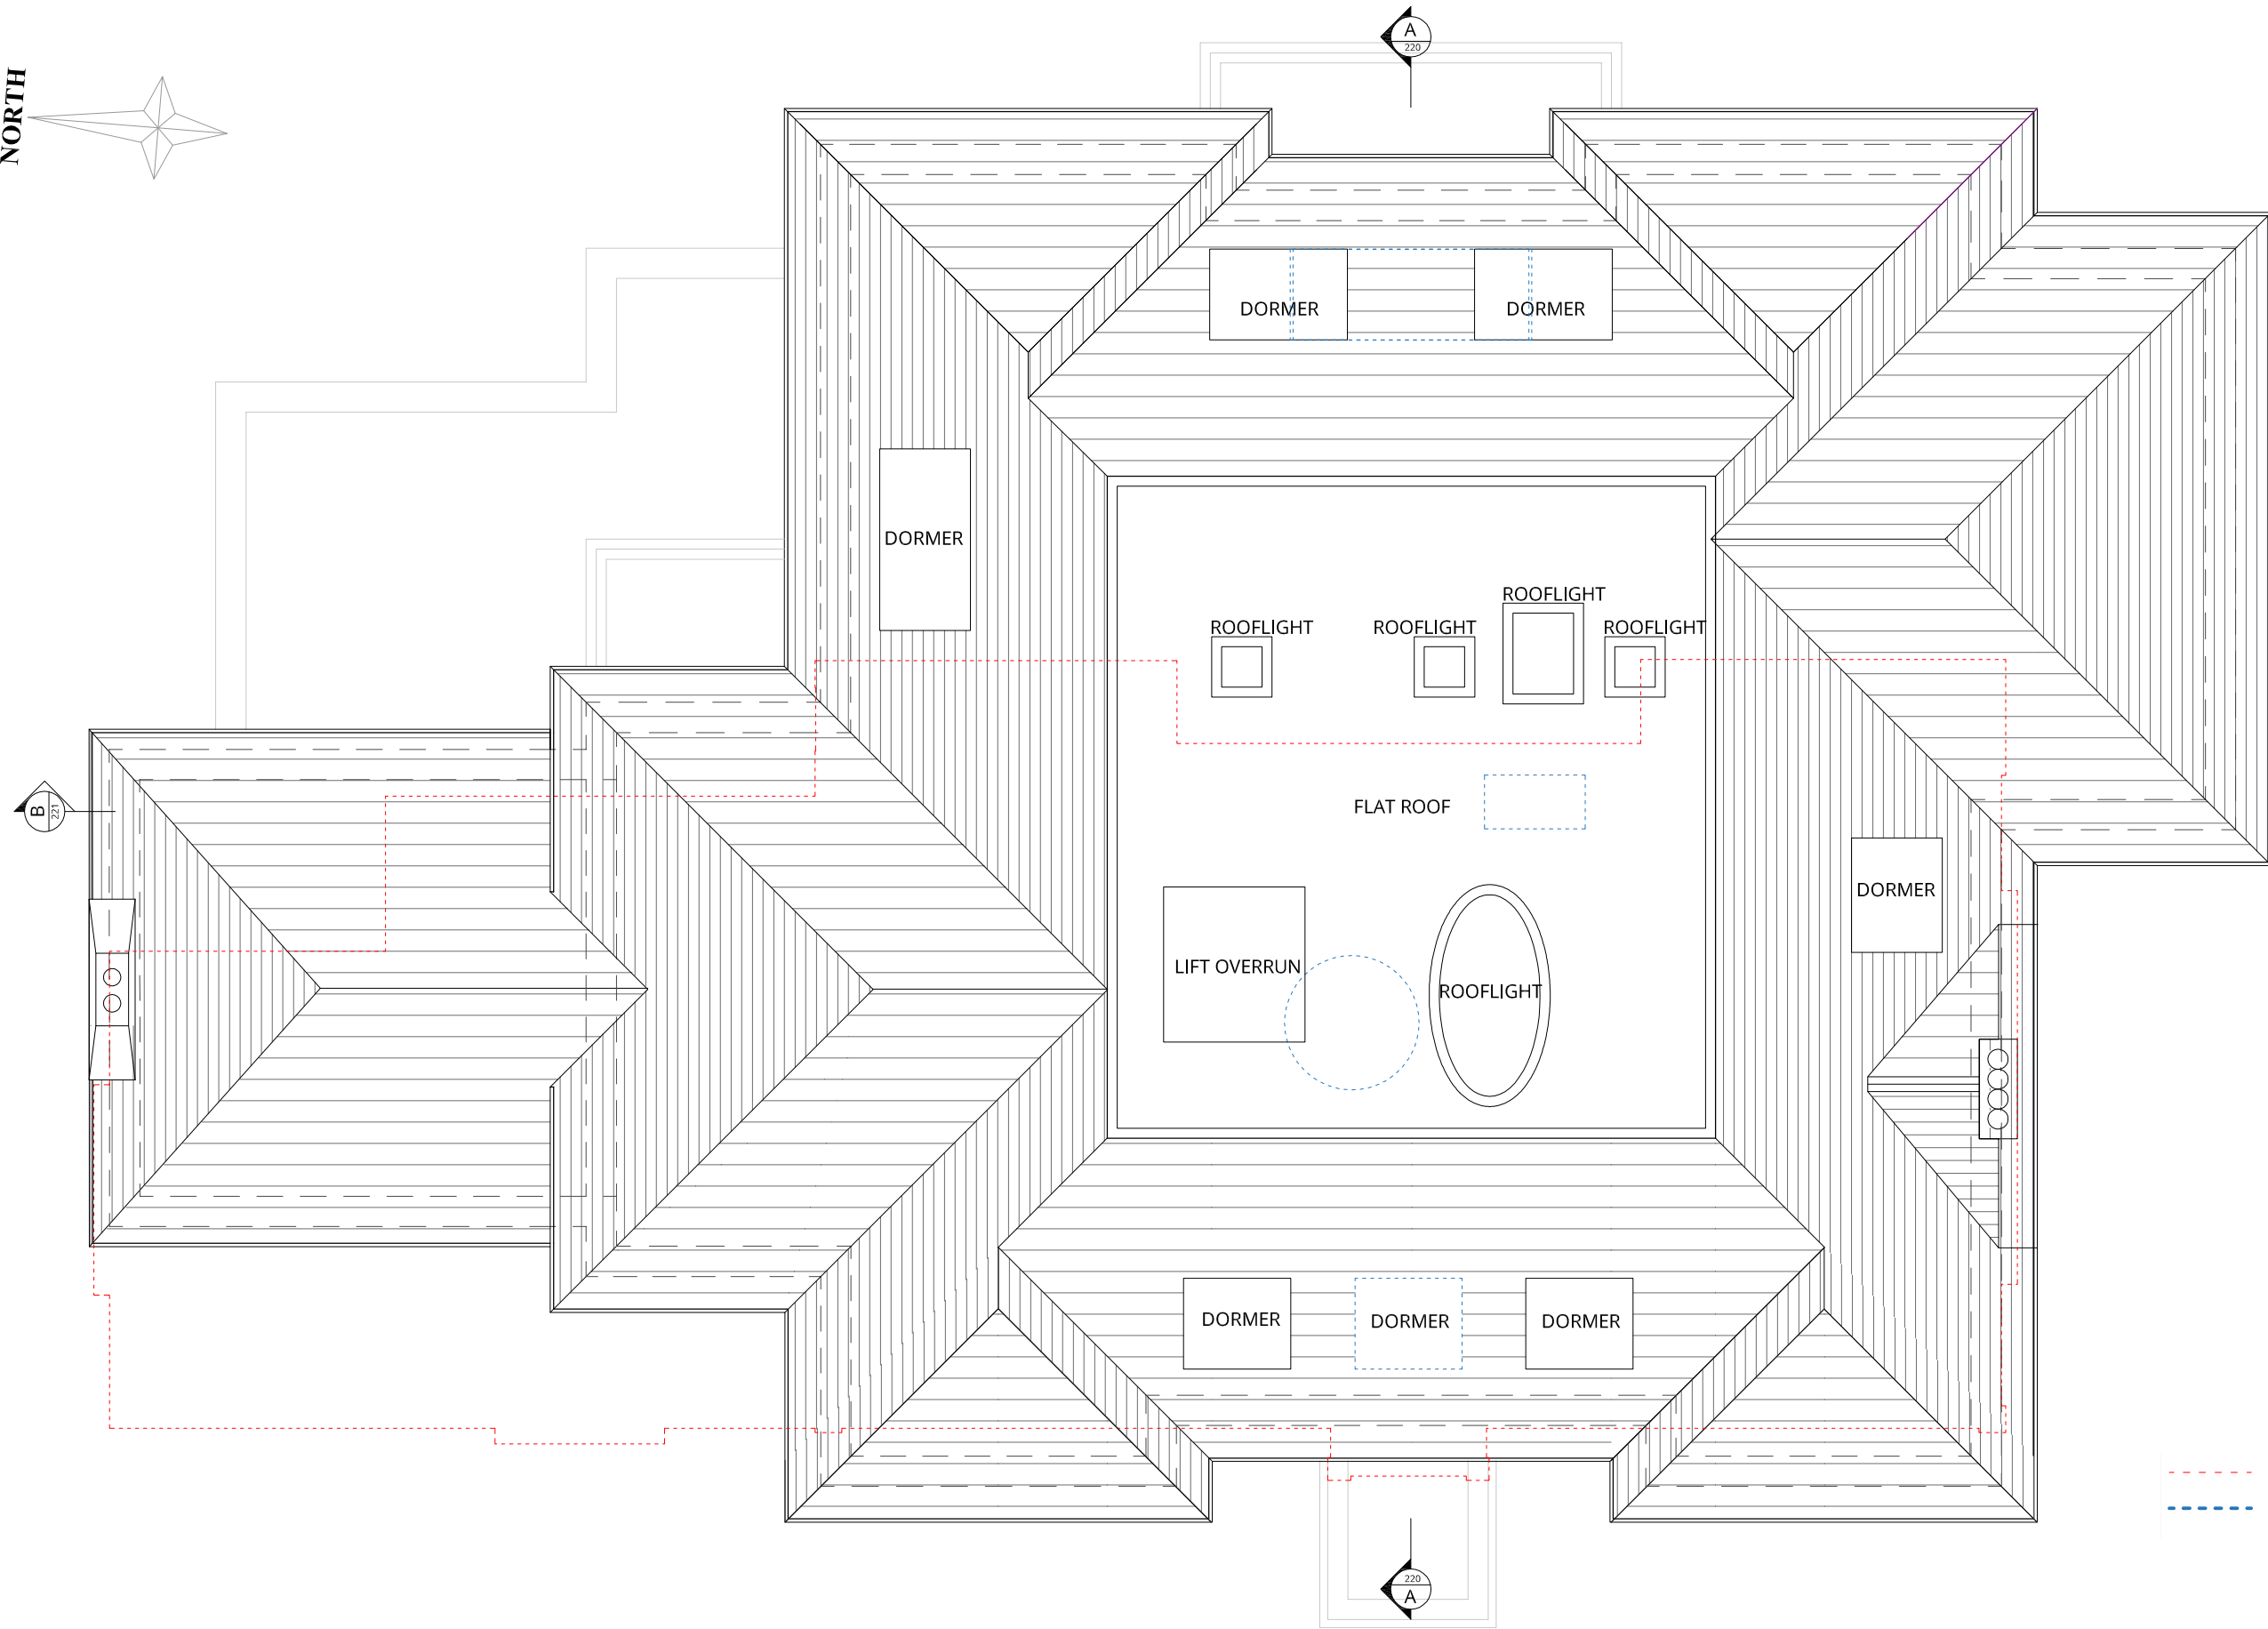 A
220
NORTH
DORMER
DORMER
DORMER
ROOFLIGHT
ROOFLIGHT
ROOFLIGHT
ROOFLIGHT
B
221
FLAT ROOF
DORMER
LIFT OVERRUN
ROOFLIGHT
DORMER
DORMER
DORMER
220
A